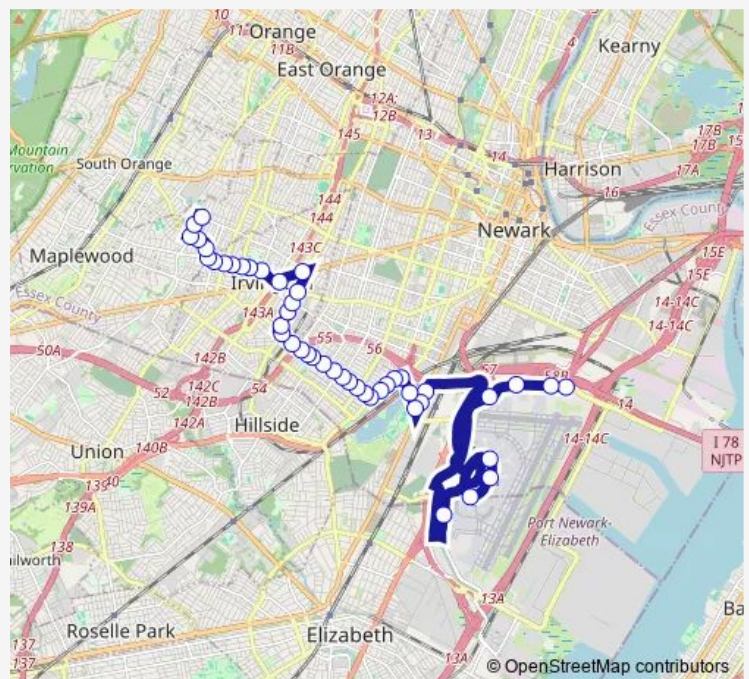 10
11
Orange
11B
East Orange
Kearny
4
12A;
12B
145
13
17B
17B
15
Mountain
South Orange
14
Harrison
17A
144
16
144
Essex County
Newark
143C
Maplewood
15E
15E
Essex County
143A
14-14C
55
56
14-14C
50A
142B
57
58B
142C
54
52
142B
14
142A
Hillside
14-14C
I 78
NJTP
Union
140B
40
139A
Port Newark-
Elizabeth
138
13A
Roselle Park
Elizabeth
137
137
13A
© OpenStreetMap contributors